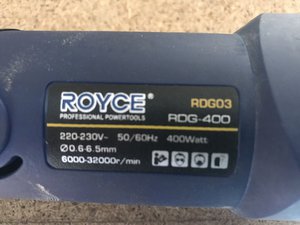 ROYCE RDG03
PROFESSIONAL POWERTOOLS RDG-400
220-230V~ 50/60Hz 400Watt
Ø0.6-6.5mm
6000-32000r/min